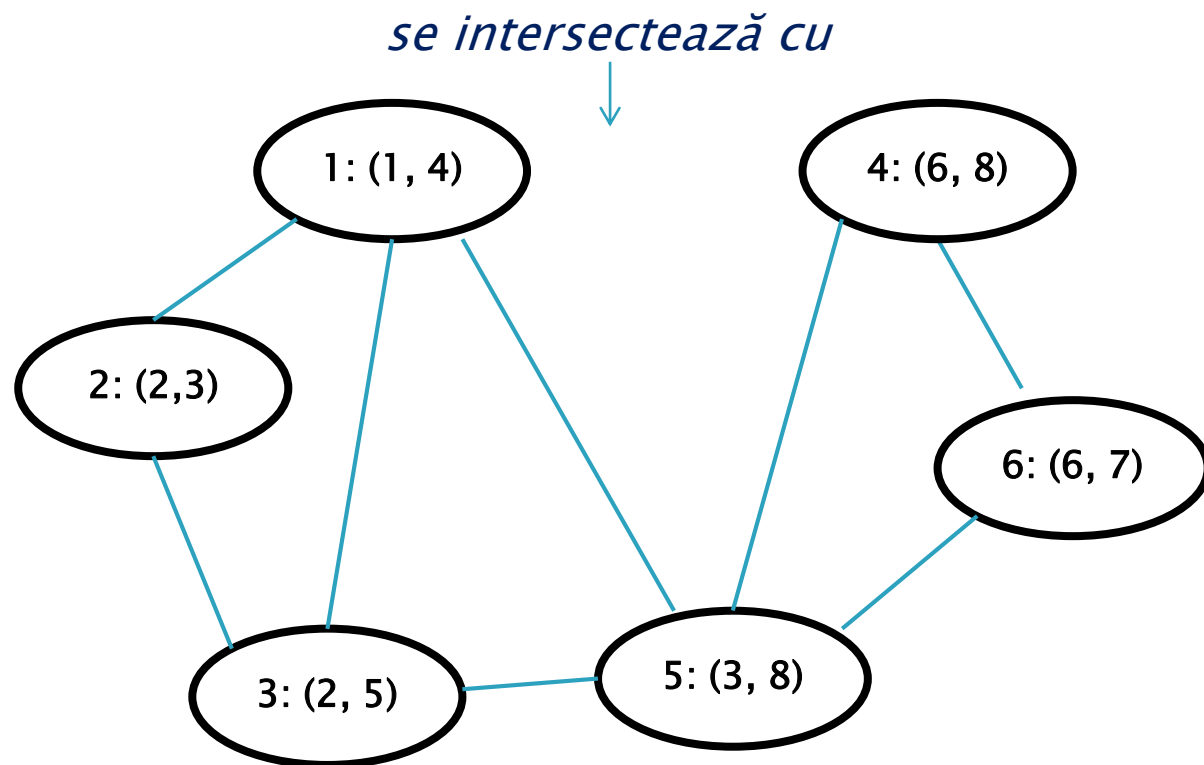 se intersectează cu
1: (1, 4)
4: (6, 8)
2: (2,3)
6: (6, 7)
3: (2, 5)
5: (3, 8)